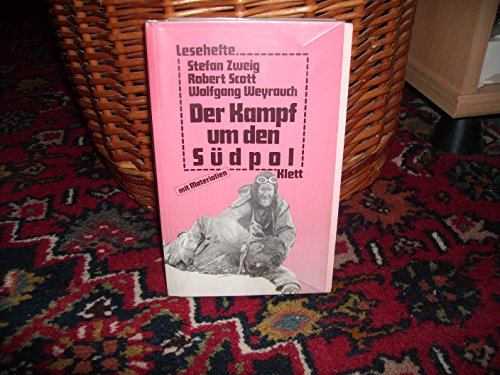 Lesehefte
Stefan Zweig
Robert Scott
Wolfgang Weyrauch
Der Kampf
um den
Südpol
mit Materialien
Klett